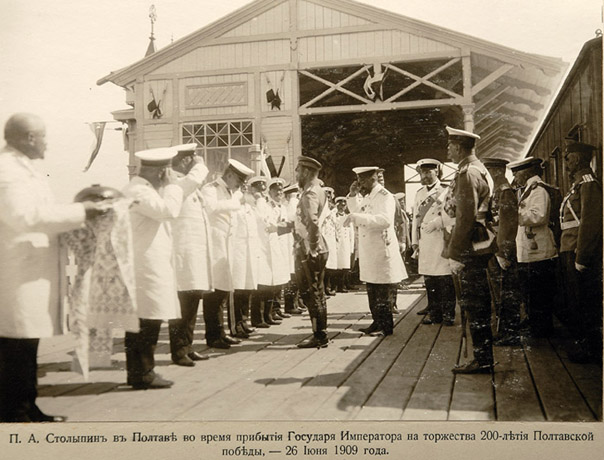 П. А. Столыпинъ въ Полтавѣ во время прибытія Государя Императора на торжества 200-лѣтія Полтавской
побѣды, — 26 Іюня 1909 года.